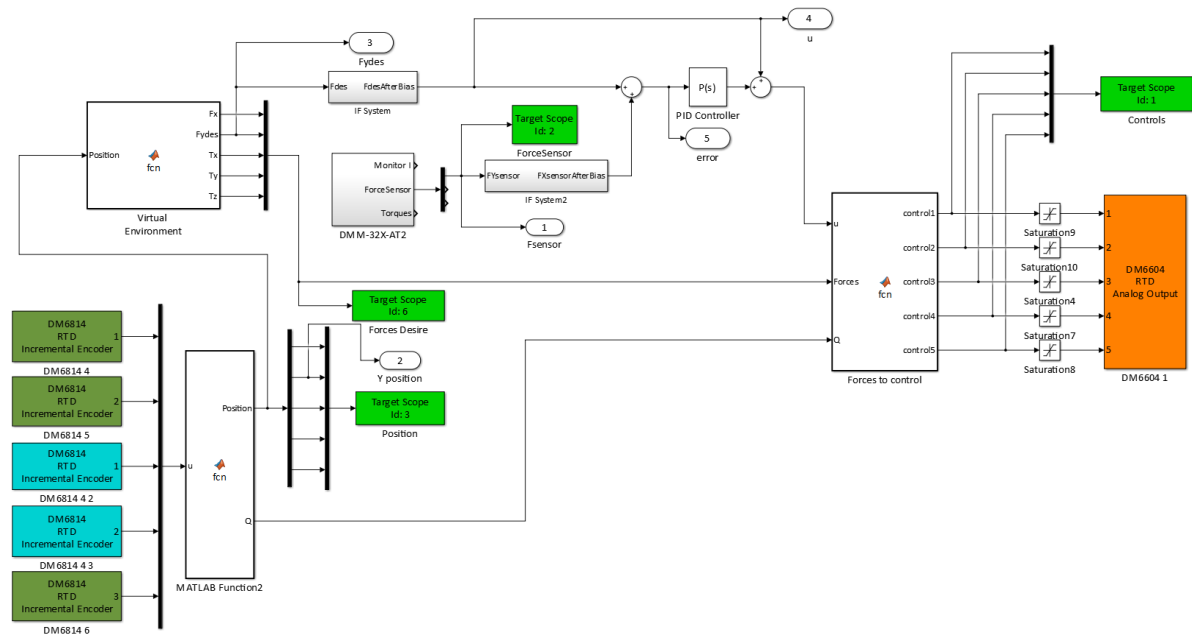 3
Fydes
4
u
Fdes
FdesAfterBias
IF System
+
+
P(s)
PID Controller
+
+
5
error
Target Scope
Id: 1
Controls
Position
fcn
Fx
Fydes
Tx
Ty
Tz
Virtual
Environment
Target Scope
Id: 2
ForceSensor
Monitor I
ForceSensor
Torques
DMM-32X-AT2
FYsensor
FXsensorAfterBias
IF System2
1
Fsensor
u
Forces
Q
fcn
control1
control2
control3
control4
control5
Forces to control
Saturation9
Saturation10
Saturation4
Saturation7
Saturation8
1
2
3
4
5
DM6604
RTD
Analog Output
DM6604 1
Target Scope
Id: 6
Forces Desire
2
Y position
Target Scope
Id: 3
Position
DM6814
RTD
Incremental Encoder
1
DM6814 4
DM6814
RTD
Incremental Encoder
2
DM6814 5
DM6814
RTD
Incremental Encoder
1
DM6814 4 2
DM6814
RTD
Incremental Encoder
2
DM6814 4 3
DM6814
RTD
Incremental Encoder
3
DM6814 6
u
fcn
Position
Q
MATLAB Function2